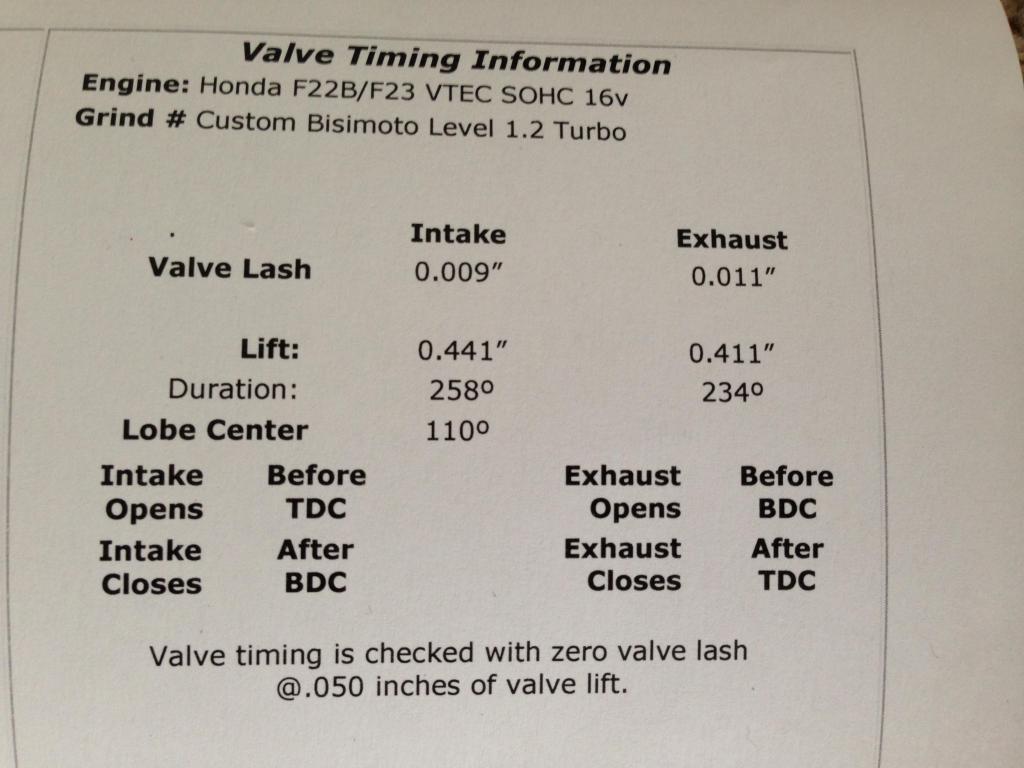 Valve Timing Information
Engine: Honda F22B/F23 VTEC SOHC 16v
Grind # Custom Bisimoto Level 1.2 Turbo
Intake Exhaust
Valve Lash 0.009″ 0.011″
Lift: 0.441″ 0.411″
Duration: 258º 234º
Lobe Center 110º
Intake Before Exhaust Before
Opens TDC Opens BDC
Intake After Exhaust After
Closes BDC Closes TDC
Valve timing is checked with zero valve lash
@.050 inches of valve lift.